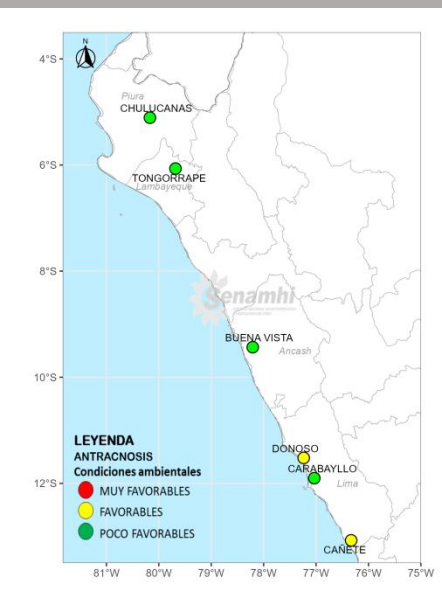 N
4°S
Piura
CHULUCANAS
6°S
TONGORRAPE
Lambayeque
8°S
Senamhi
BUENA VISTA
Ancash
10°S
LEYENDA
ANTRACNOSIS
Condiciones ambientales
MUY FAVORABLES
FAVORABLES
POCO FAVORABLES
DONOSO
CARABAYLLO
12°S
Lima
CAÑETE
81°W 80°W 79°W 78°W 77°W 76°W 75°W